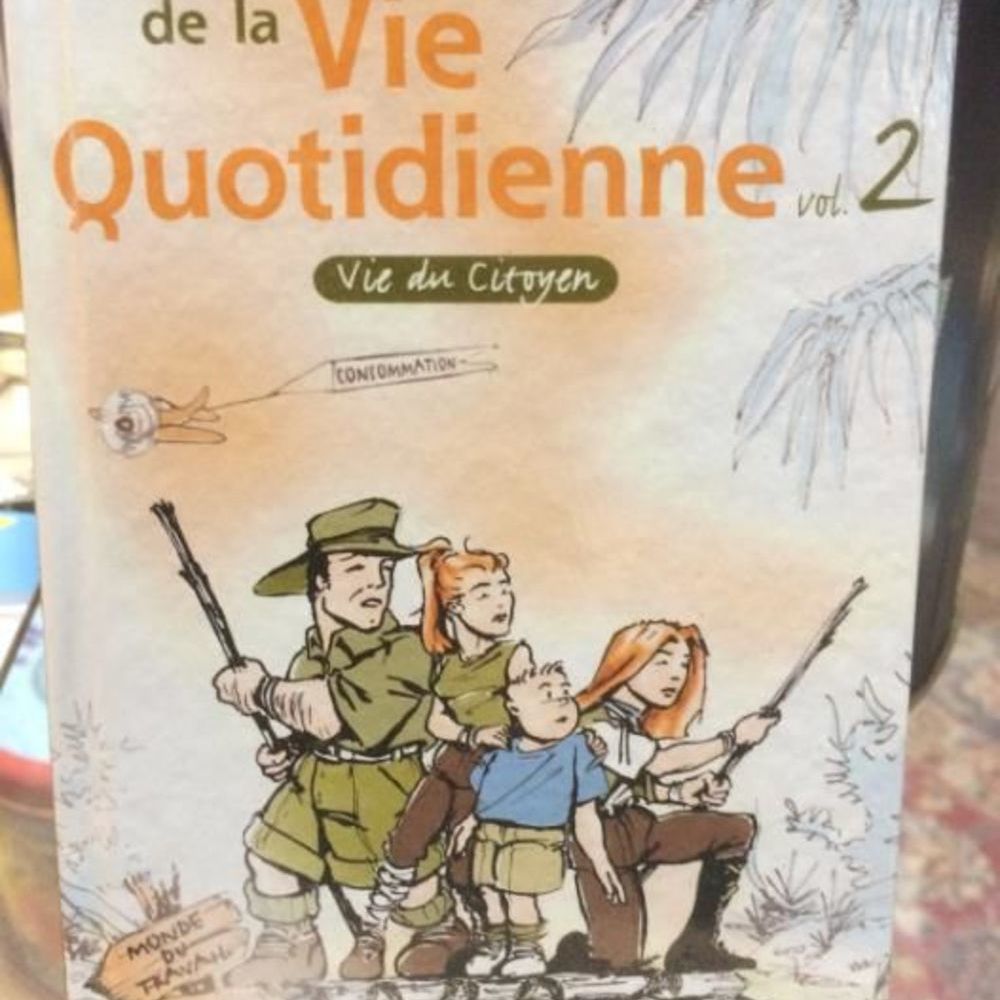 de la Vie
Quotidienne vol. 2
Vie du Citoyen
CONSOMMATION
MONDE
DU
TRAVAIL